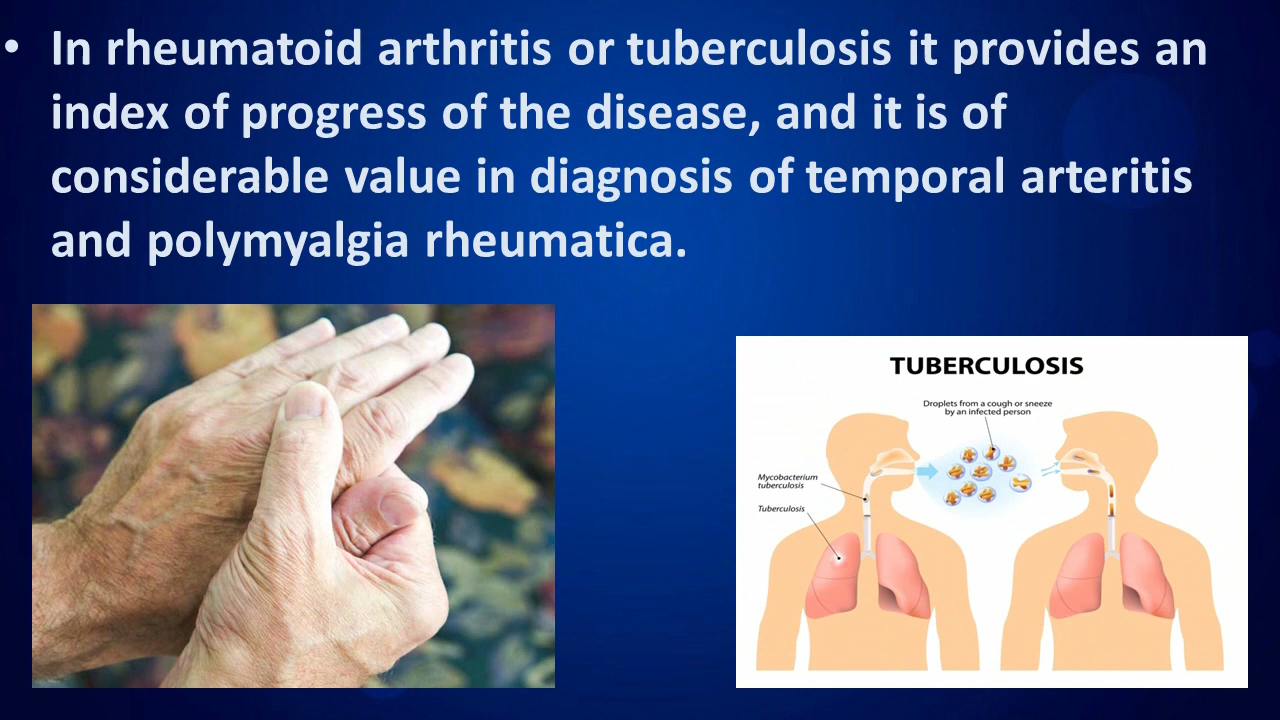 • In rheumatoid arthritis or tuberculosis it provides an
index of progress of the disease, and it is of
considerable value in diagnosis of temporal arteritis
and polymyalgia rheumatica.
TUBERCULOSIS
Droplets from a cough or sneeze
by an infected person
Mycobacterium
tuberculosis
Tuberculosis